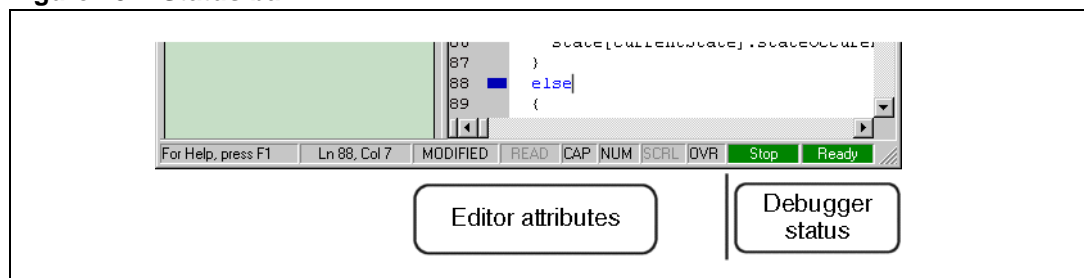 87 }
88 else
89 {
For Help, press F1 Ln 88, Col 7 MODIFIED READ CAP NUM SCRL OVR Stop Ready
Editor attributes
Debugger
status